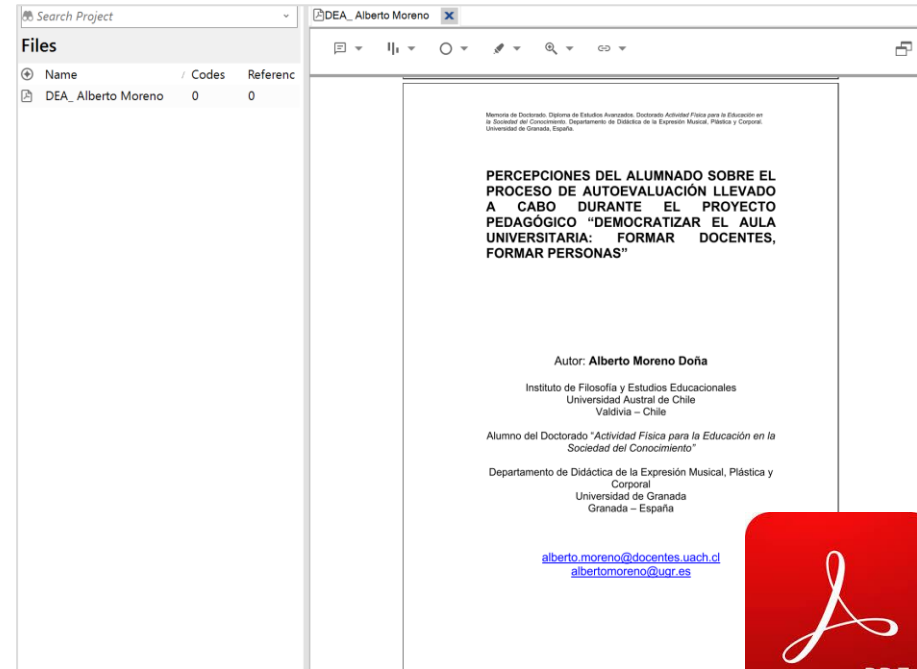 Search Project
DEA_ Alberto Moreno
Files
Name / Codes Referenc
DEA_ Alberto Moreno 0 0
Memoria de Doctorado. Diploma de Estudios Avanzados. Doctorado Actividad Física para la Educación en
la Sociedad del Conocimiento. Departamento de Didáctica de la Expresión Musical, Plástica y Corporal.
Universidad de Granada, España.
PERCEPCIONES DEL ALUMNADO SOBRE EL
PROCESO DE AUTOEVALUACIÓN LLEVADO
A CABO DURANTE EL PROYECTO
PEDAGÓGICO “DEMOCRATIZAR EL AULA
UNIVERSITARIA: FORMAR DOCENTES,
FORMAR PERSONAS”
Autor: Alberto Moreno Doña
Instituto de Filosofía y Estudios Educacionales
Universidad Austral de Chile
Valdivia – Chile
Alumno del Doctorado “Actividad Física para la Educación en la
Sociedad del Conocimiento”
Departamento de Didáctica de la Expresión Musical, Plástica y
Corporal
Universidad de Granada
Granada – España
alberto.moreno@docentes.uach.cl
albertomoreno@ugr.es